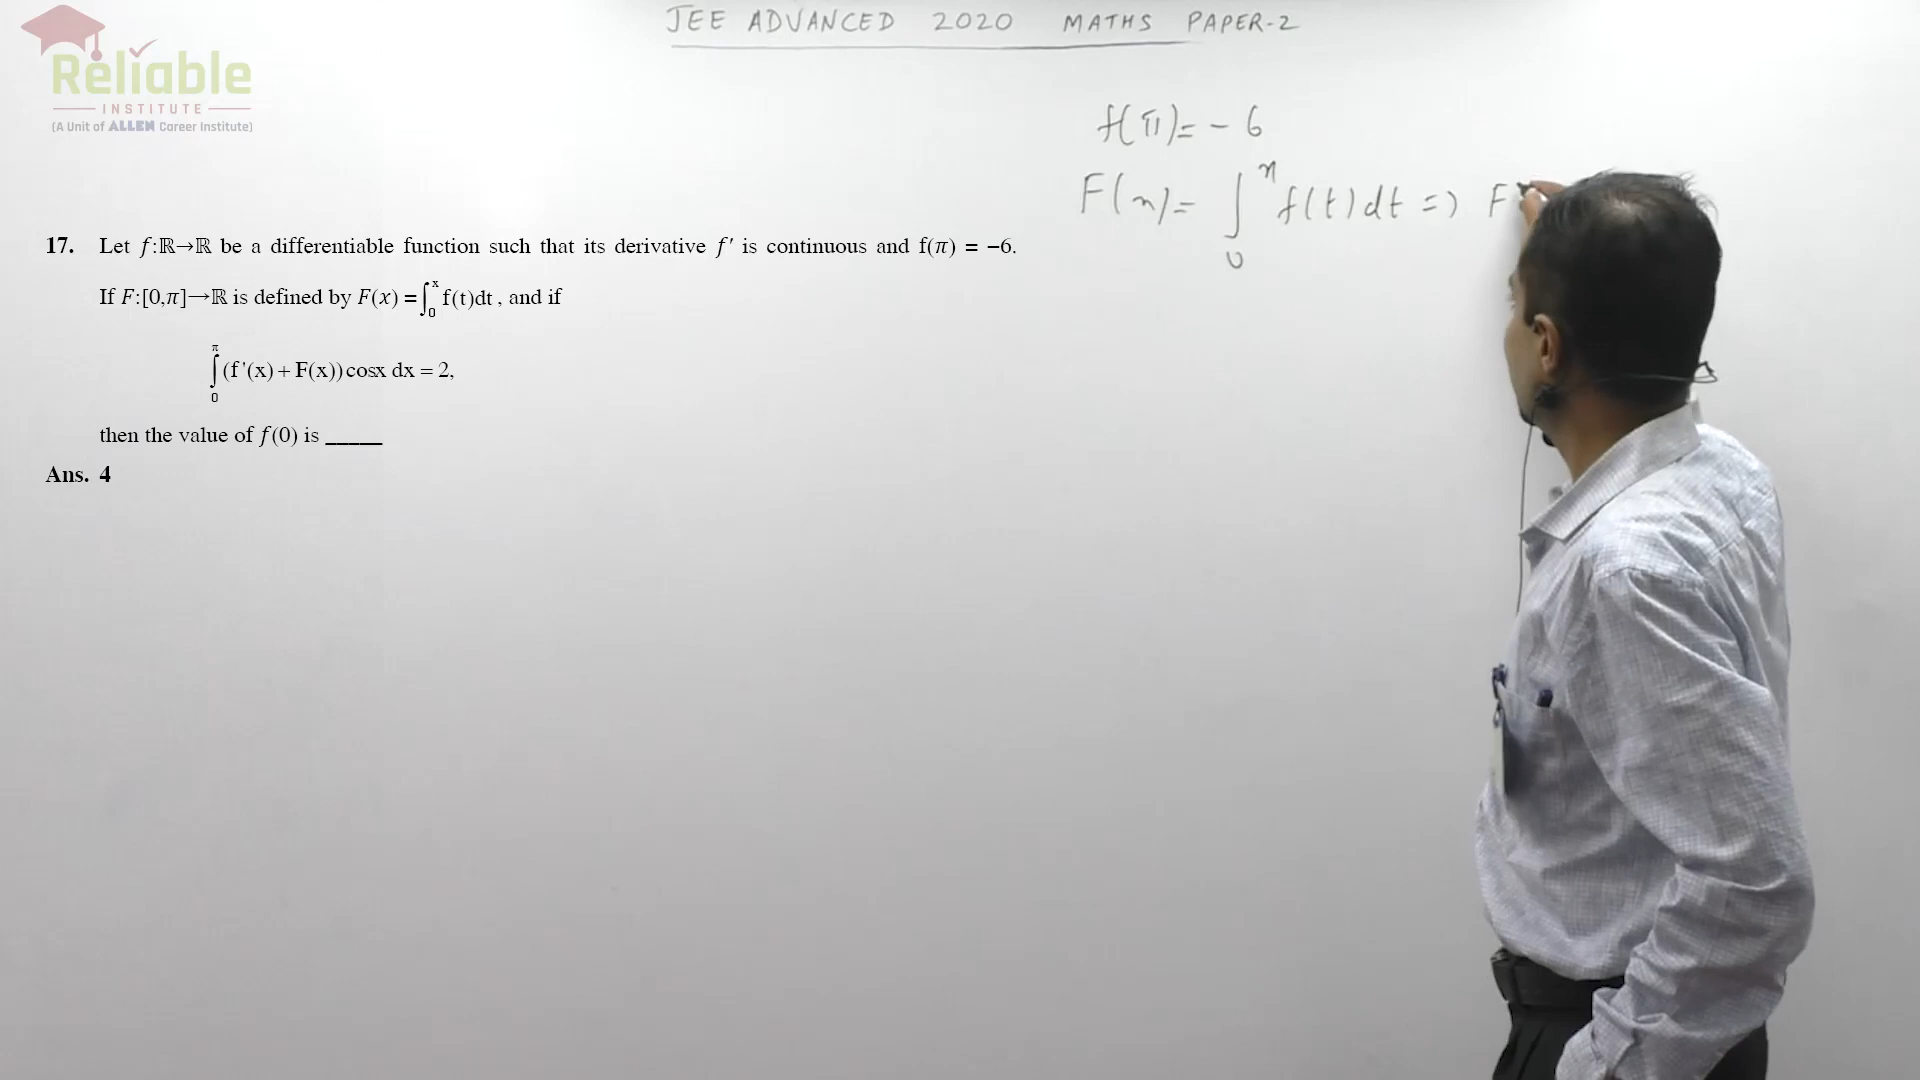 JEE ADVANCED 2020 MATHS PAPER-2
Reliable
INSTITUTE
(A Unit of ALLEN Career Institute)
f(π)= - 6
F(x)= ∫₀ˣ f(t)dt => F
17. Let f:ℝ→ℝ be a differentiable function such that its derivative f′ is continuous and f(π) = −6.
If F:[0,π]→ℝ is defined by F(x) = ∫₀ˣ f(t)dt , and if
∫₀^π (f '(x) + F(x)) cosx dx = 2,
then the value of f(0) is _____
Ans. 4